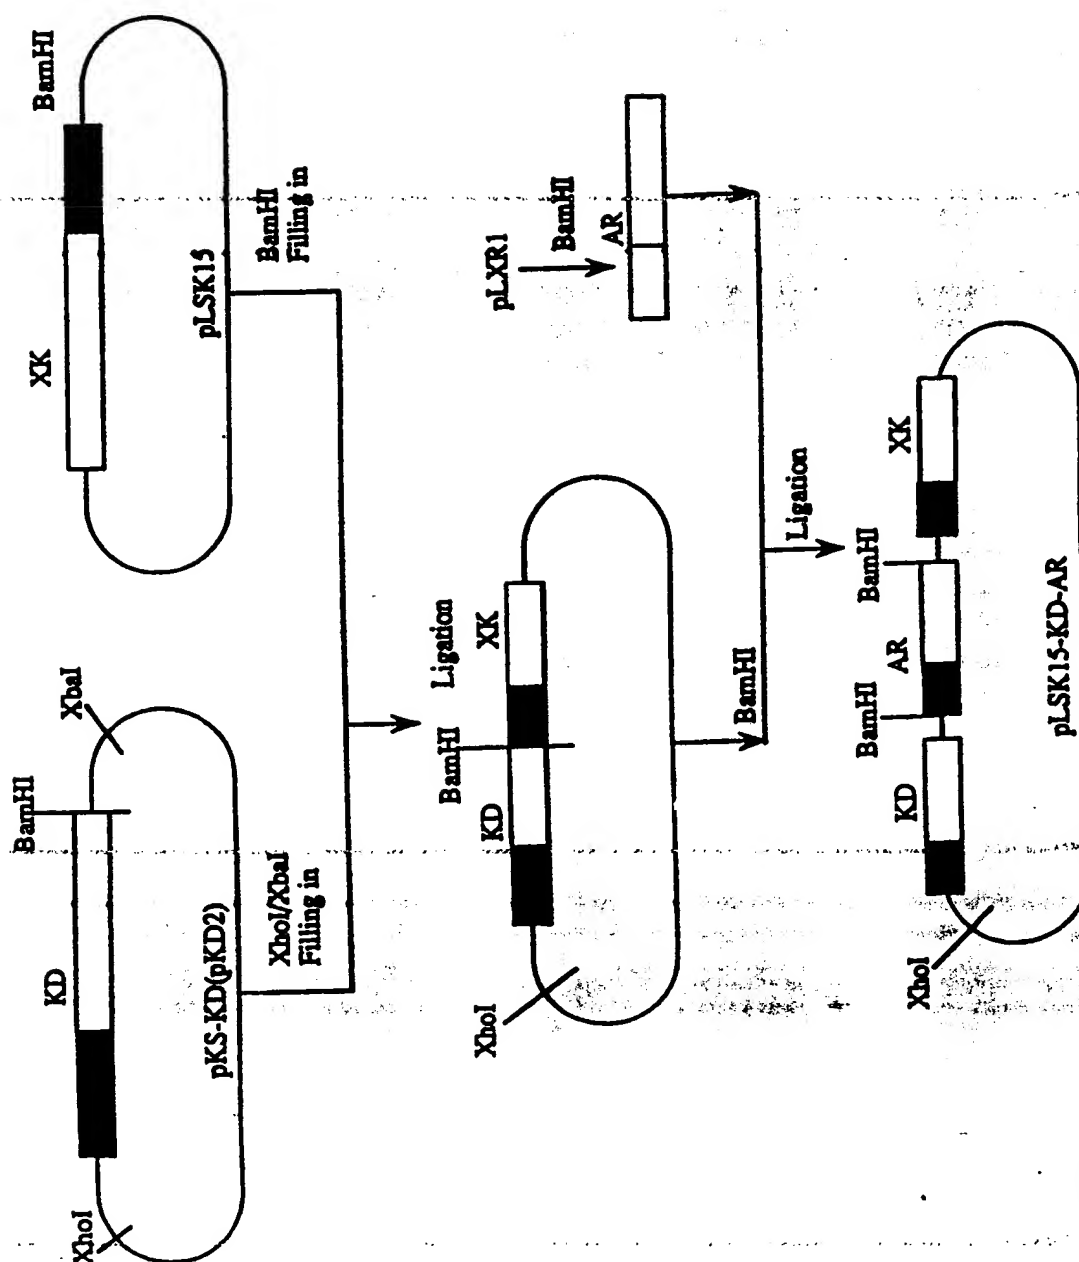 XhoI
KD
BamHI
XbaI
pKS-KD(pKD2)
XhoI/XbaI
Filling in
XK
BamHI
pLSK15
BamHI
Filling in
Ligation
XhoI
KD
BamHI
XK
BamHI
pLXR1
BamHI
AR
Ligation
XhoI
KD
BamHI
AR
BamHI
XK
pLSK15-KD-AR